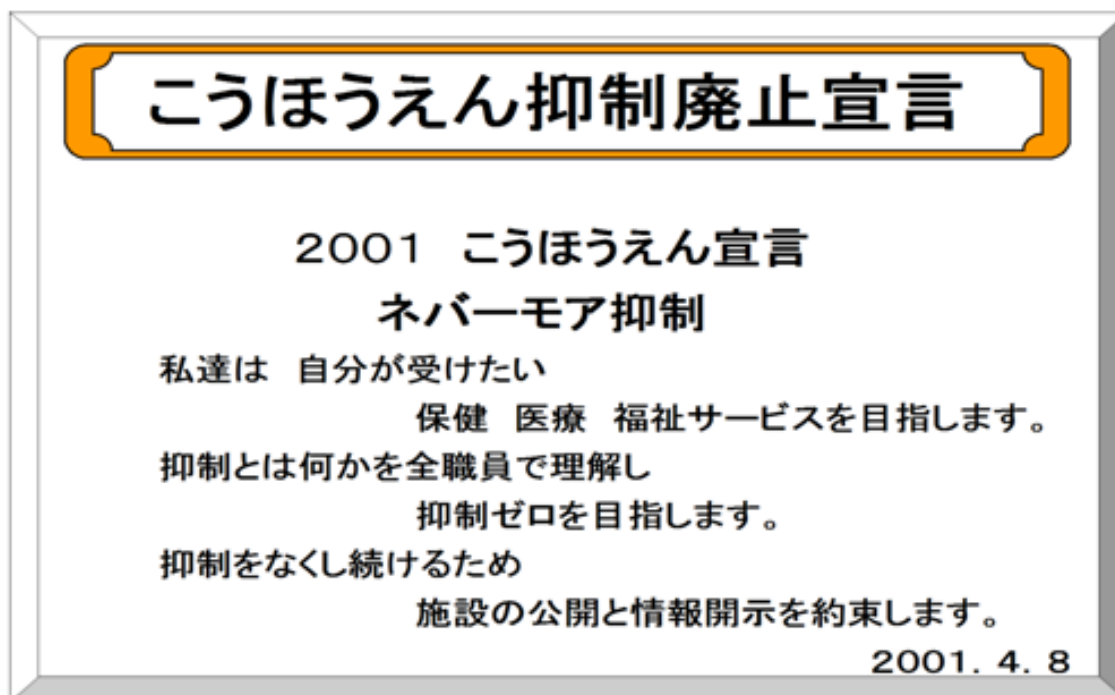 こうほうえん抑制廃止宣言
２００１　こうほうえん宣言
ネバーモア抑制
私達は　自分が受けたい
保健　医療　福祉サービスを目指します。
抑制とは何かを全職員で理解し
抑制ゼロを目指します。
抑制をなくし続けるため
施設の公開と情報開示を約束します。
２００１．４．８